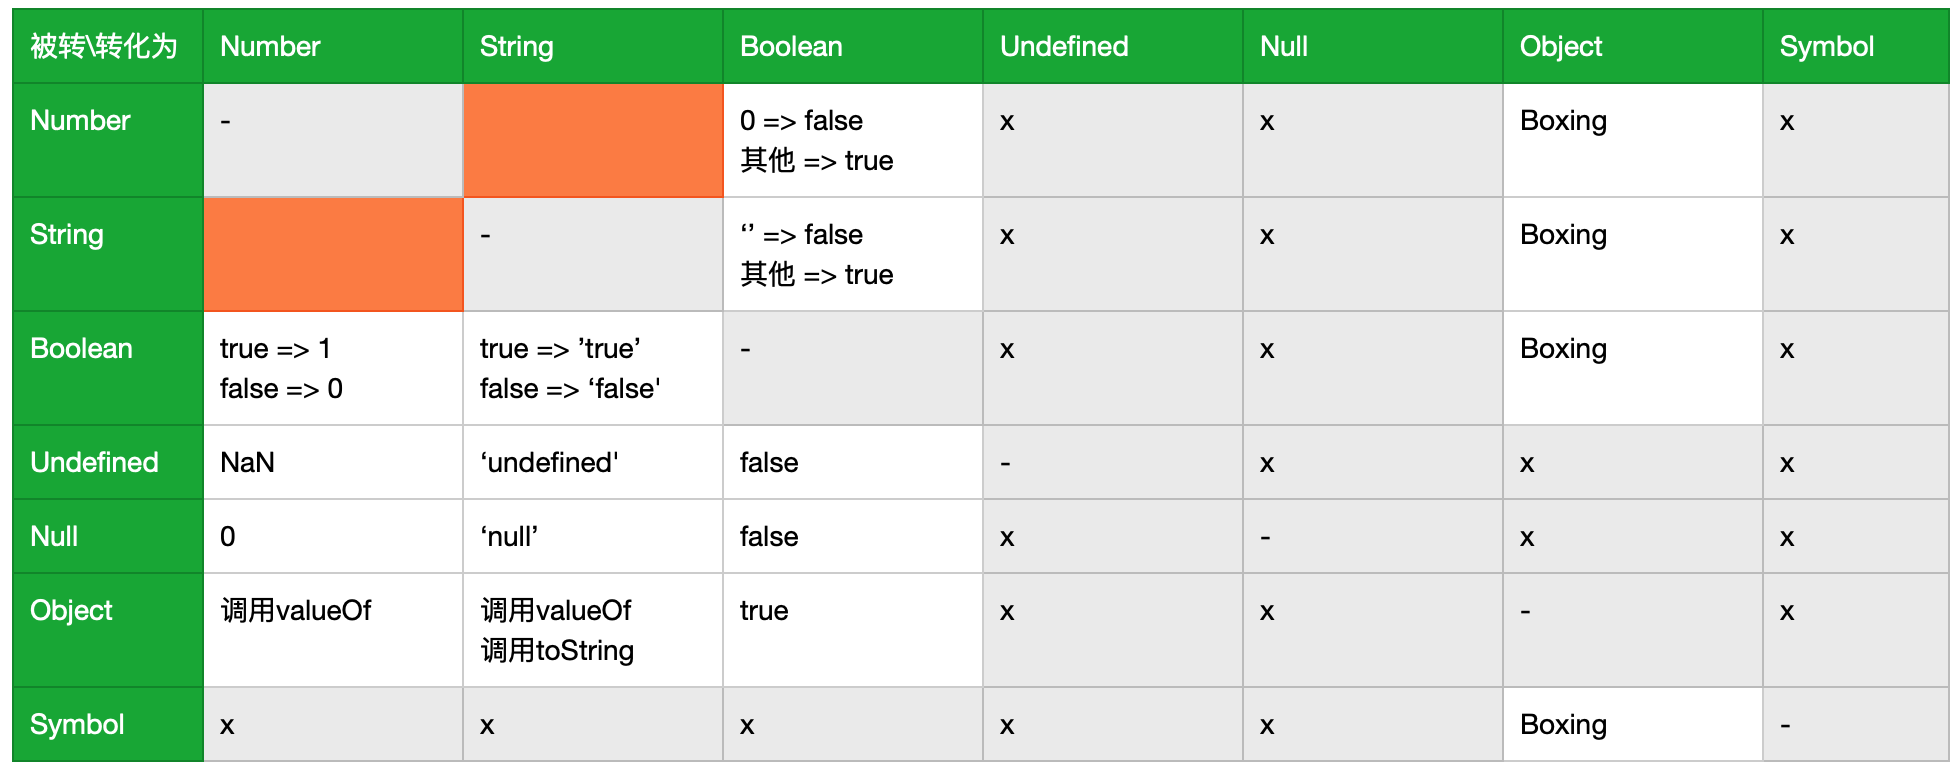 被转\转化为 Number String Boolean Undefined Null Object Symbol
Number - 0 => false x x Boxing x
其他 => true
String - ‘’ => false x x Boxing x
其他 => true
Boolean true => 1 true => ’true’ - x x Boxing x
false => 0 false => ‘false'
Undefined NaN ‘undefined' false - x x x
Null 0 ‘null’ false x - x x
Object 调用valueOf 调用valueOf true x x - x
调用toString
Symbol x x x x x Boxing -